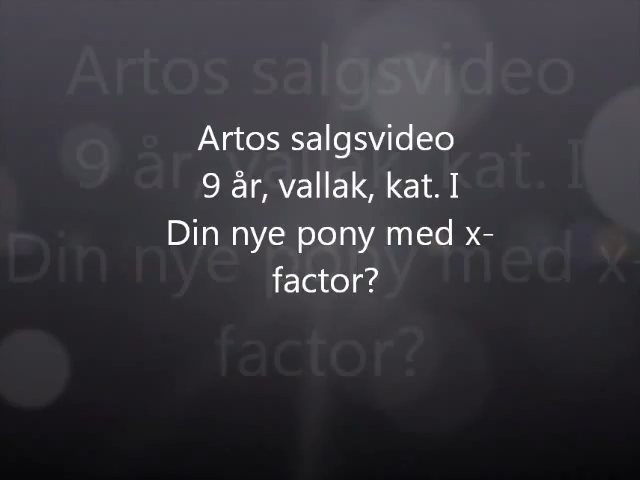 Artos salgsvideo
9 år, vallak, kat. I
Din nye pony med x-
factor?